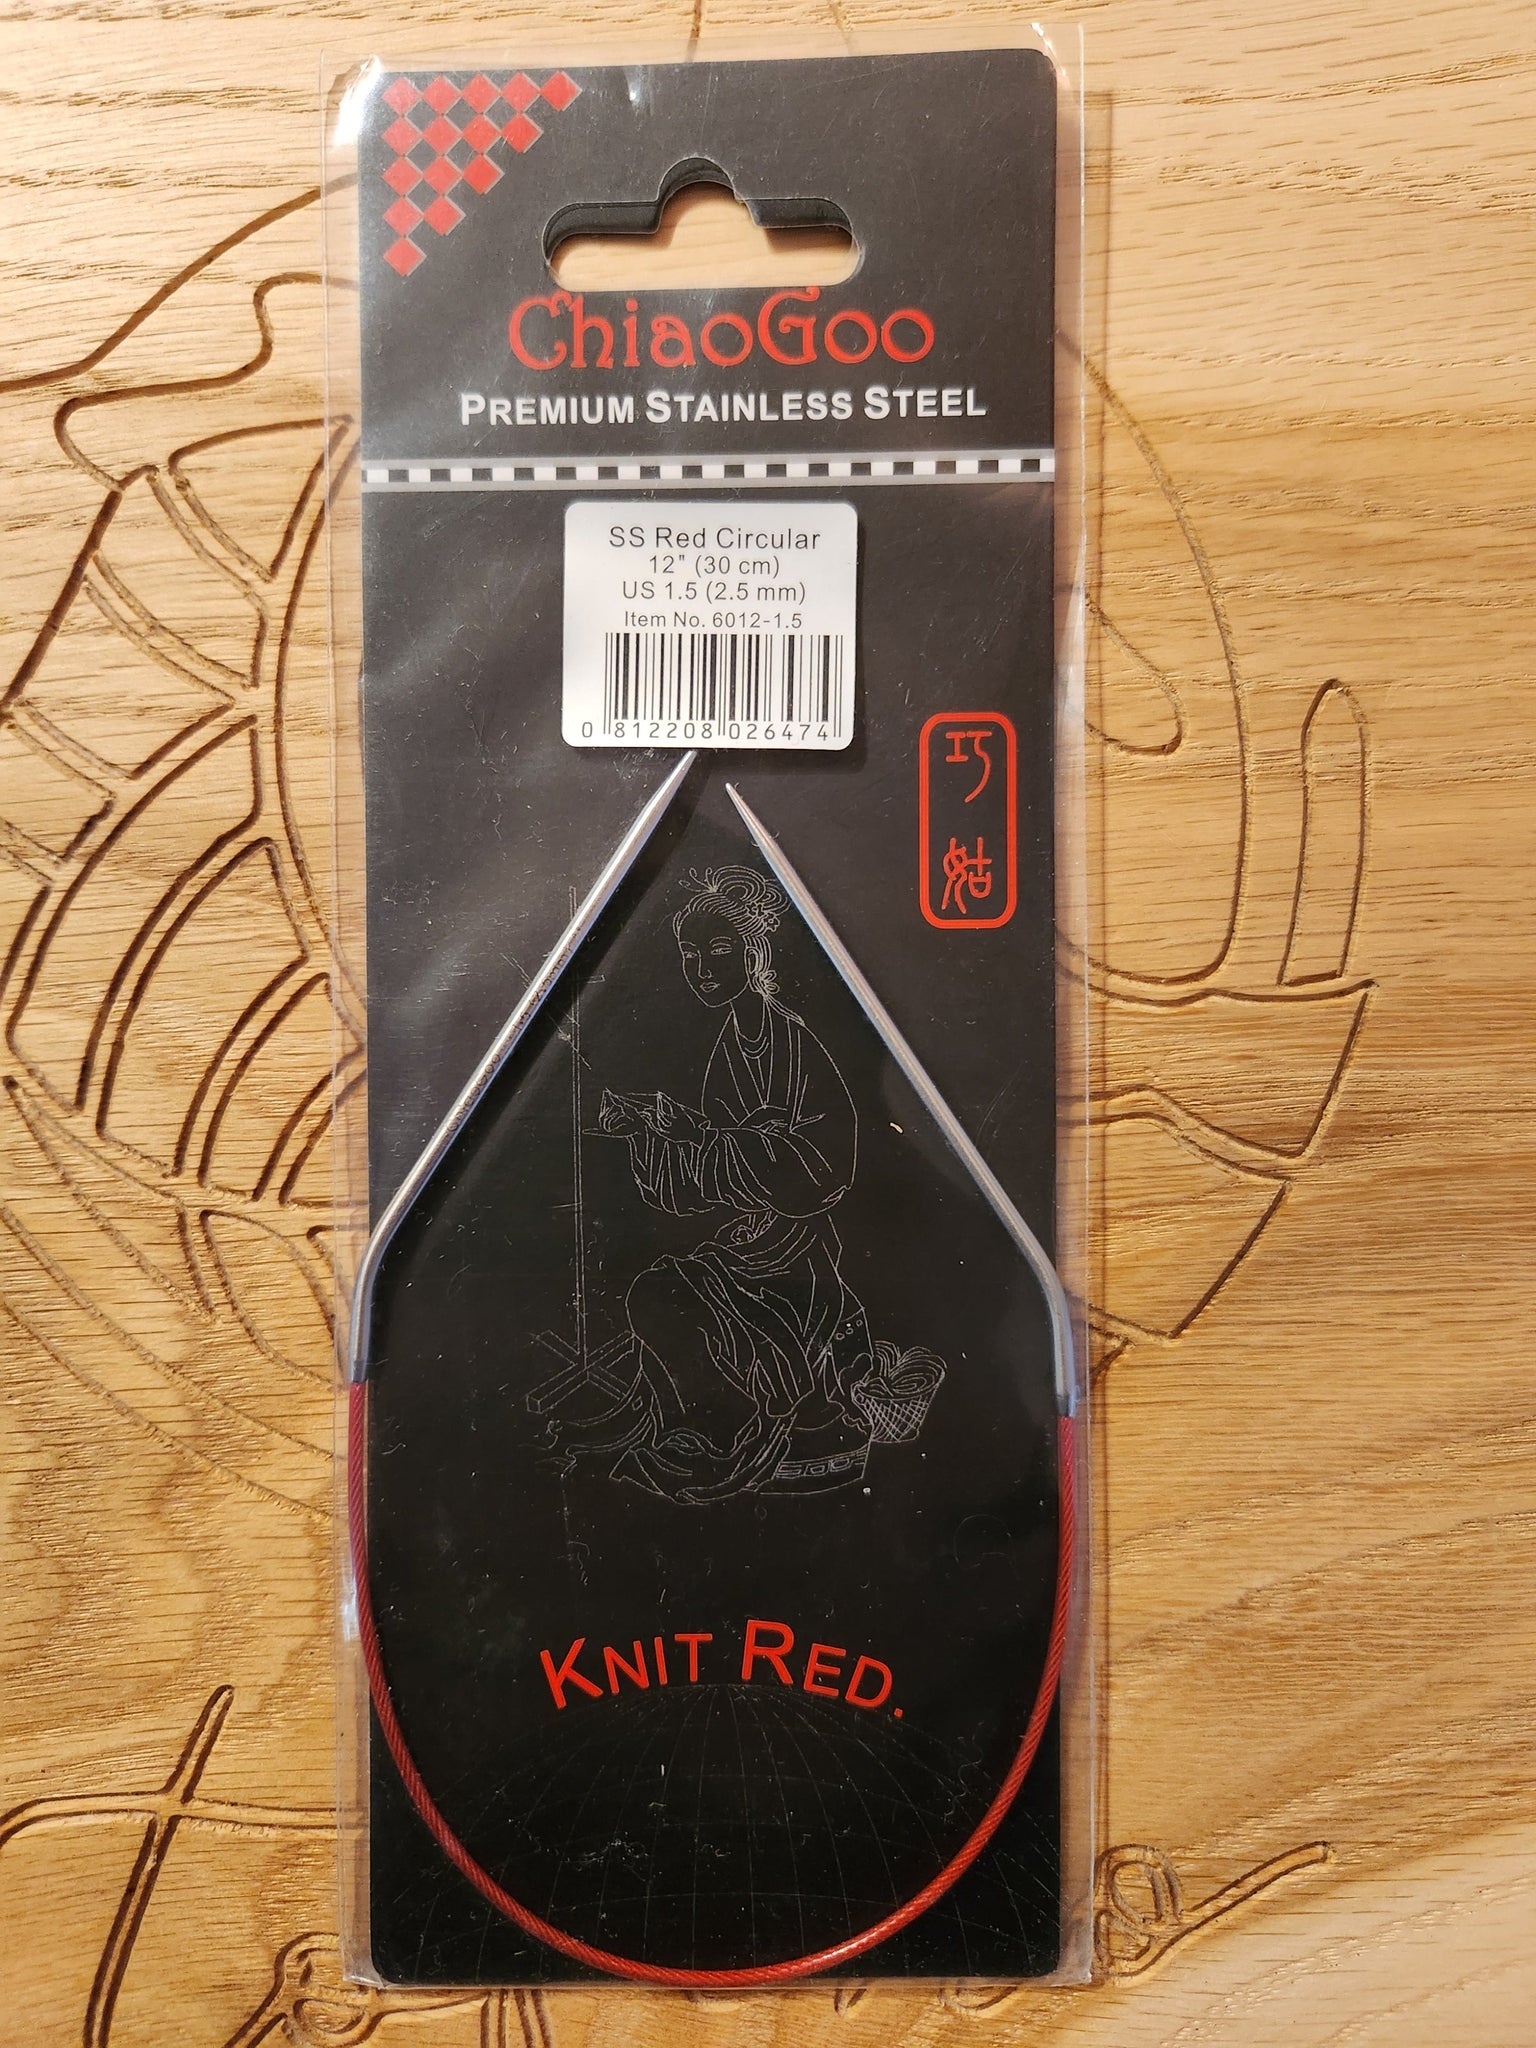 ChiaoGoo
PREMIUM STAINLESS STEEL
SS Red Circular
12" (30 cm)
US 1.5 (2.5 mm)
Item No. 6012-1.5
0 812208 026474
巧
姑
KNIT RED.